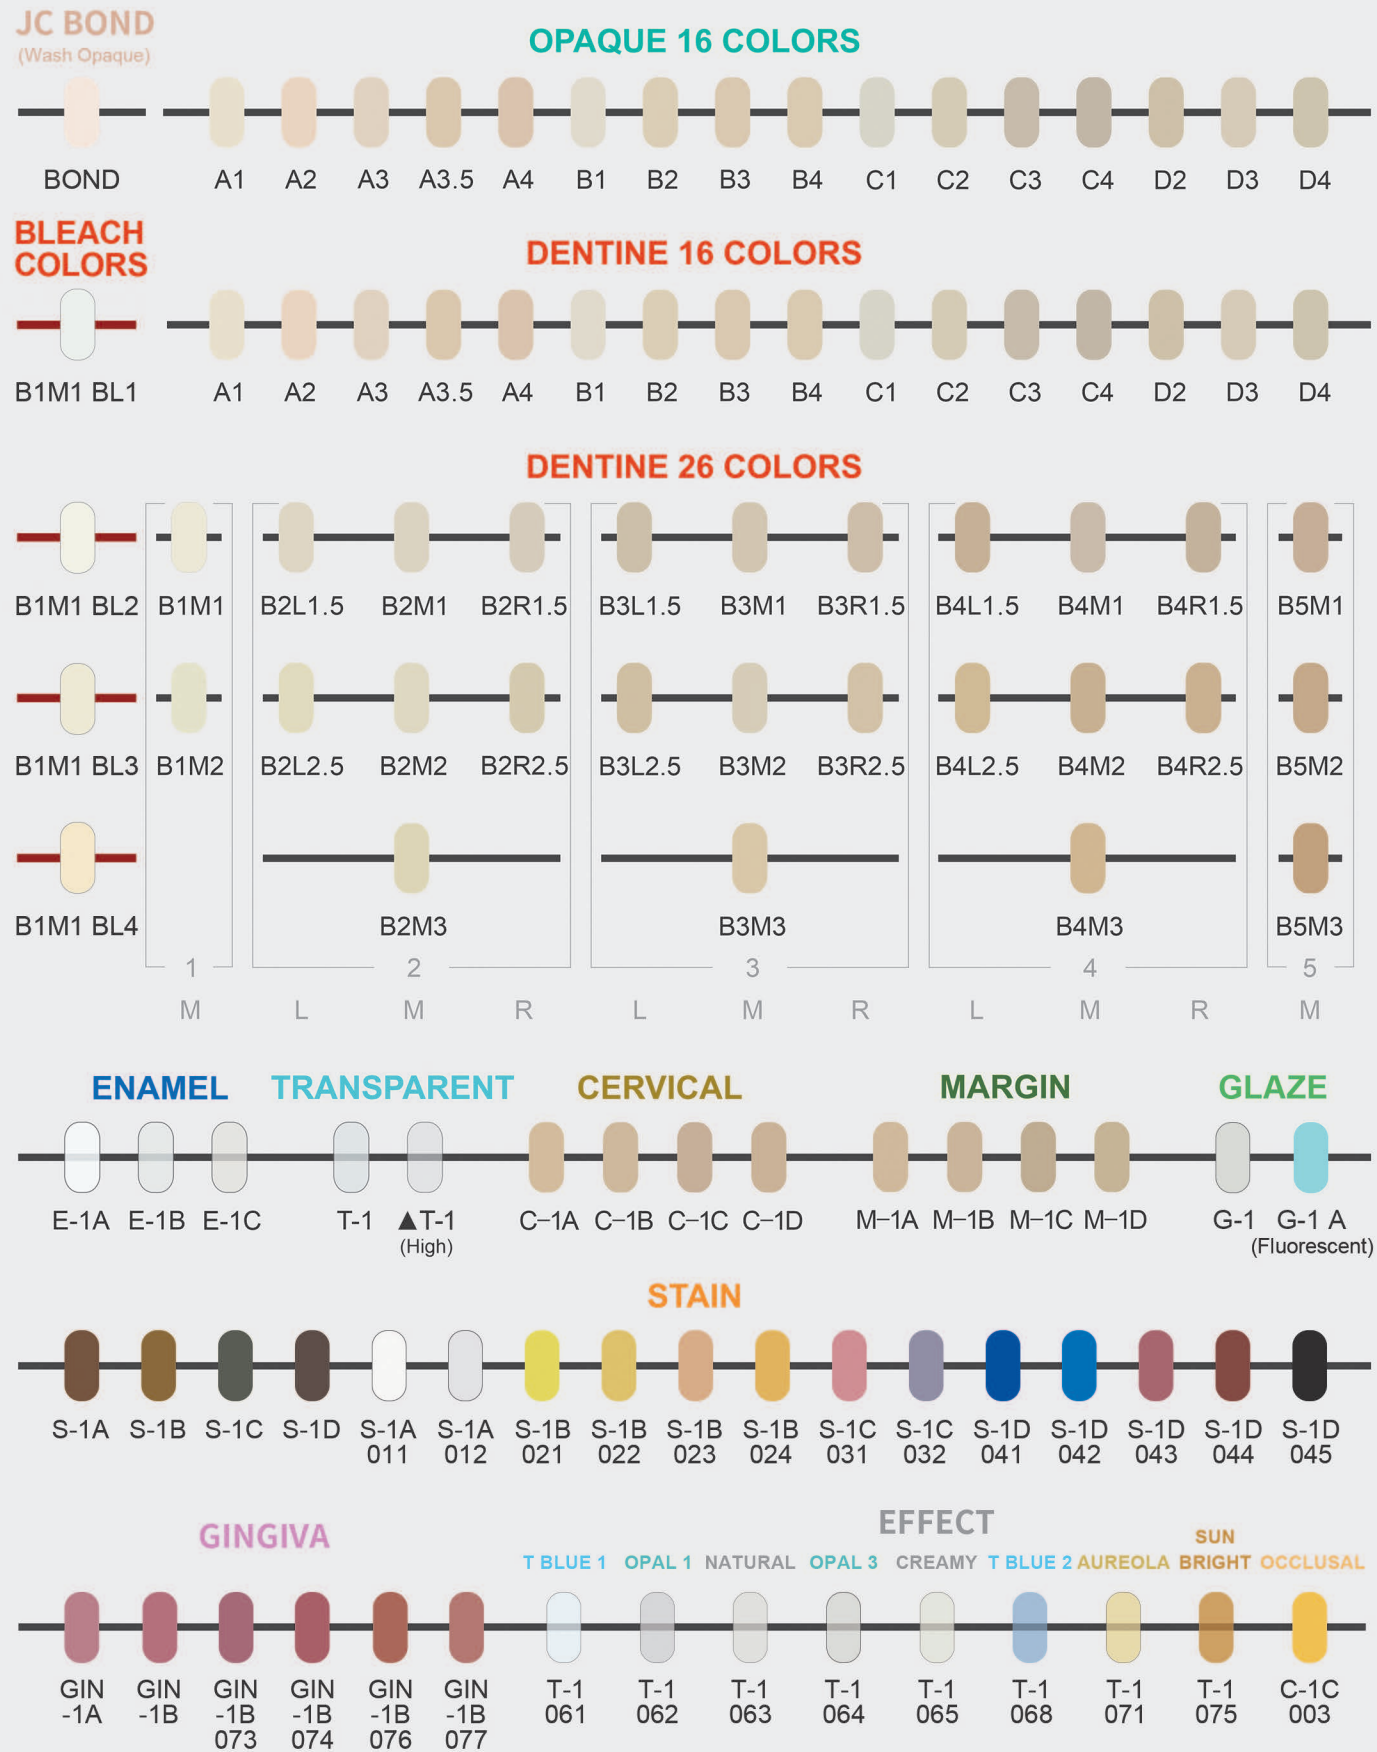 JC BOND
(Wash Opaque)
OPAQUE 16 COLORS
BOND A1 A2 A3 A3.5 A4 B1 B2 B3 B4 C1 C2 C3 C4 D2 D3 D4
BLEACH
COLORS
DENTINE 16 COLORS
B1M1 BL1 A1 A2 A3 A3.5 A4 B1 B2 B3 B4 C1 C2 C3 C4 D2 D3 D4
DENTINE 26 COLORS
B1M1 BL2 B1M1 B2L1.5 B2M1 B2R1.5 B3L1.5 B3M1 B3R1.5 B4L1.5 B4M1 B4R1.5 B5M1
B1M1 BL3 B1M2 B2L2.5 B2M2 B2R2.5 B3L2.5 B3M2 B3R2.5 B4L2.5 B4M2 B4R2.5 B5M2
B1M1 BL4 B2M3 B3M3 B4M3 B5M3
1 2 3 4 5
M L M R L M R L M R M
ENAMEL TRANSPARENT CERVICAL MARGIN GLAZE
E-1A E-1B E-1C T-1 ▲T-1 C–1A C–1B C–1C C–1D M–1A M–1B M–1C M–1D G-1 G-1 A
(High) (Fluorescent)
STAIN
S-1A S-1B S-1C S-1D S-1A S-1A S-1B S-1B S-1B S-1B S-1C S-1C S-1D S-1D S-1D S-1D S-1D
011 012 021 022 023 024 031 032 041 042 043 044 045
GINGIVA
EFFECT
SUN
T BLUE 1 OPAL 1 NATURAL OPAL 3 CREAMY T BLUE 2 AUREOLA BRIGHT OCCLUSAL
GIN GIN GIN GIN GIN GIN T-1 T-1 T-1 T-1 T-1 T-1 T-1 T-1 C-1C
-1A -1B -1B -1B -1B -1B 061 062 063 064 065 068 071 075 003
073 074 076 077